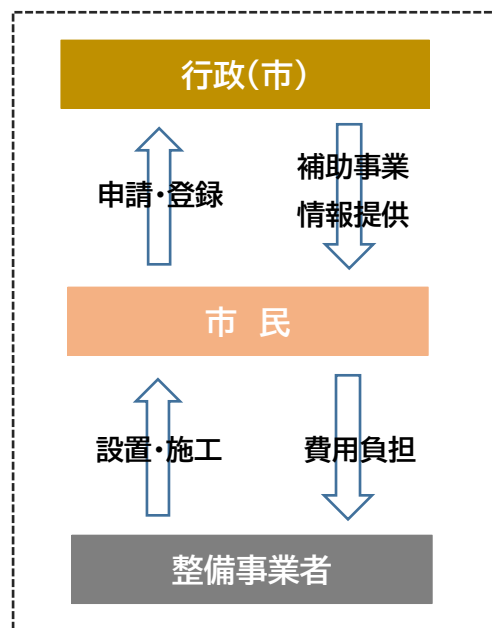 行政(市)
申請・登録
補助事業
情報提供
市 民
設置・施工
費用負担
整備事業者